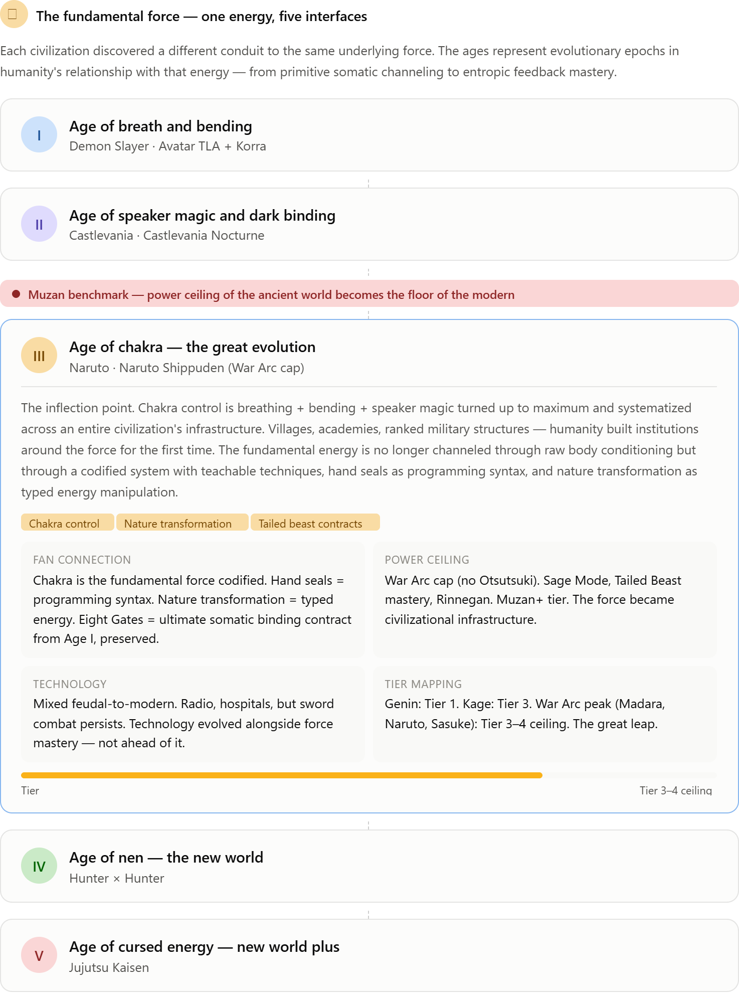 The fundamental force — one energy, five interfaces
Each civilization discovered a different conduit to the same underlying force. The ages represent evolutionary epochs in
humanity's relationship with that energy — from primitive somatic channeling to entropic feedback mastery.
I
Age of breath and bending
Demon Slayer · Avatar TLA + Korra
II
Age of speaker magic and dark binding
Castlevania · Castlevania Nocturne
Muzan benchmark — power ceiling of the ancient world becomes the floor of the modern
III
Age of chakra — the great evolution
Naruto · Naruto Shippuden (War Arc cap)
The inflection point. Chakra control is breathing + bending + speaker magic turned up to maximum and systematized
across an entire civilization's infrastructure. Villages, academies, ranked military structures — humanity built institutions
around the force for the first time. The fundamental energy is no longer channeled through raw body conditioning but
through a codified system with teachable techniques, hand seals as programming syntax, and nature transformation as
typed energy manipulation.
Chakra control
Nature transformation
Tailed beast contracts
FAN CONNECTION
Chakra is the fundamental force codified. Hand seals =
programming syntax. Nature transformation = typed
energy. Eight Gates = ultimate somatic binding contract
from Age I, preserved.
POWER CEILING
War Arc cap (no Otsutsuki). Sage Mode, Tailed Beast
mastery, Rinnegan. Muzan+ tier. The force became
civilizational infrastructure.
TECHNOLOGY
Mixed feudal-to-modern. Radio, hospitals, but sword
combat persists. Technology evolved alongside force
mastery — not ahead of it.
TIER MAPPING
Genin: Tier 1. Kage: Tier 3. War Arc peak (Madara,
Naruto, Sasuke): Tier 3–4 ceiling. The great leap.
Tier
Tier 3–4 ceiling
IV
Age of nen — the new world
Hunter × Hunter
V
Age of cursed energy — new world plus
Jujutsu Kaisen